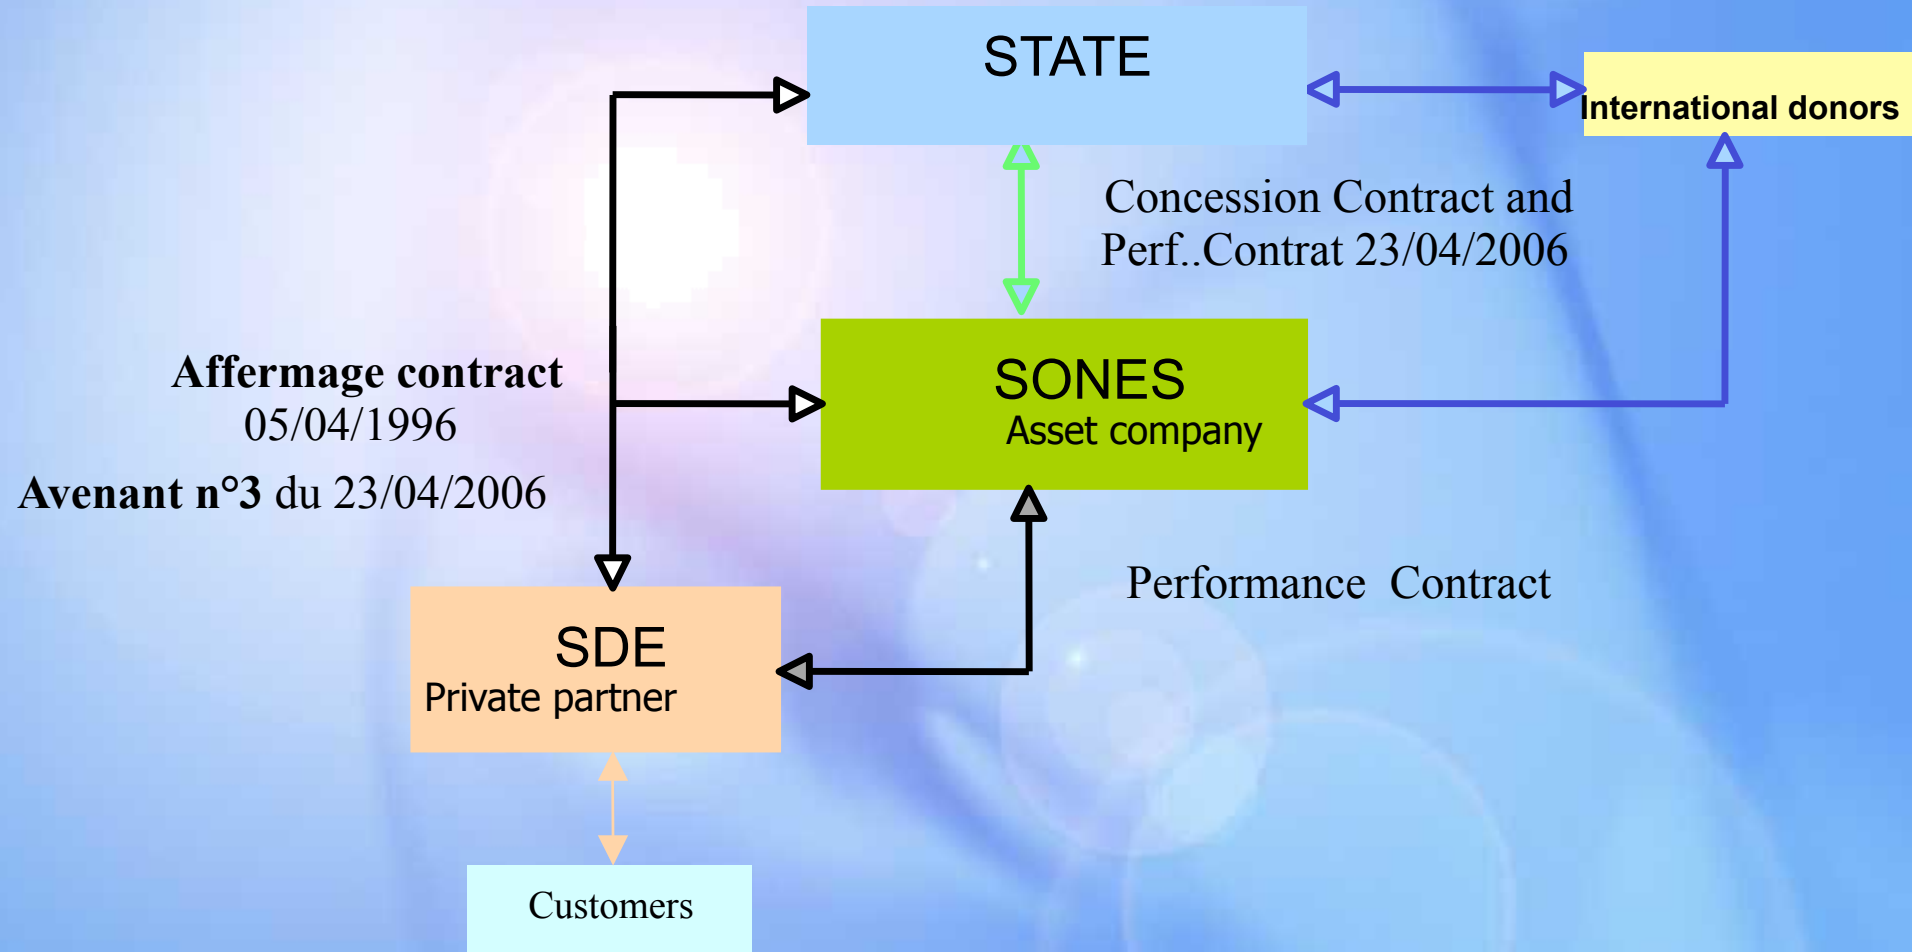 STATE
International donors
Concession Contract and
Perf..Contrat 23/04/2006
Affermage contract
05/04/1996
Avenant n°3 du 23/04/2006
SONES
Asset company
Performance  Contract
SDE
Private partner
Customers